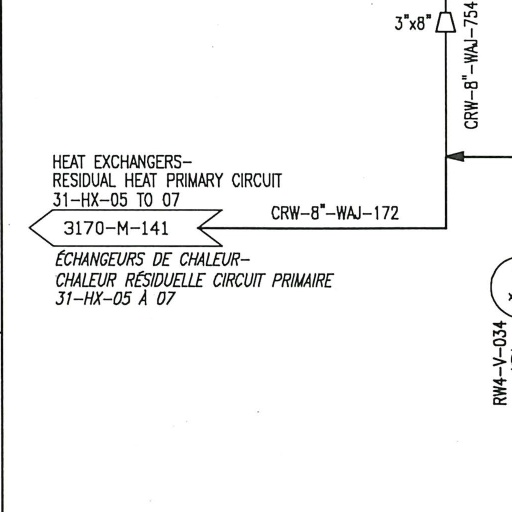 3"x8"
CRW-8"-WAJ-754
HEAT EXCHANGERS-
RESIDUAL HEAT PRIMARY CIRCUIT
31-HX-05 TO 07
CRW-8"-WAJ-172
3170-M-141
ÉCHANGEURS DE CHALEUR-
CHALEUR RÉSIDUELLE CIRCUIT PRIMAIRE
31-HX-05 À 07
RW4-V-034